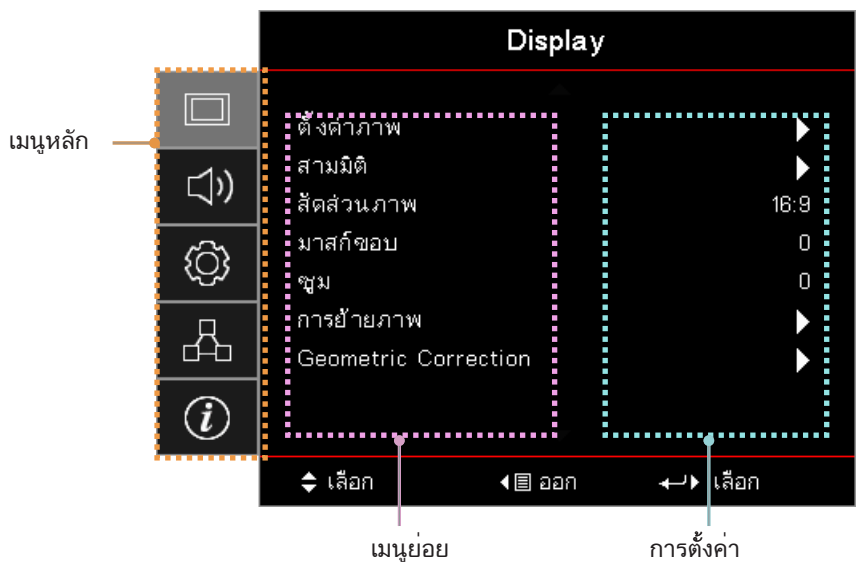 Display
เมนูหลัก
ตั้งค่าภาพ
สามมิติ
สัดส่วนภาพ 16:9
มาสก์ขอบ 0
ซูม 0
การย้ายภาพ
Geometric Correction
เลือก ออก เลือก
เมนูย่อย การตั้งค่า